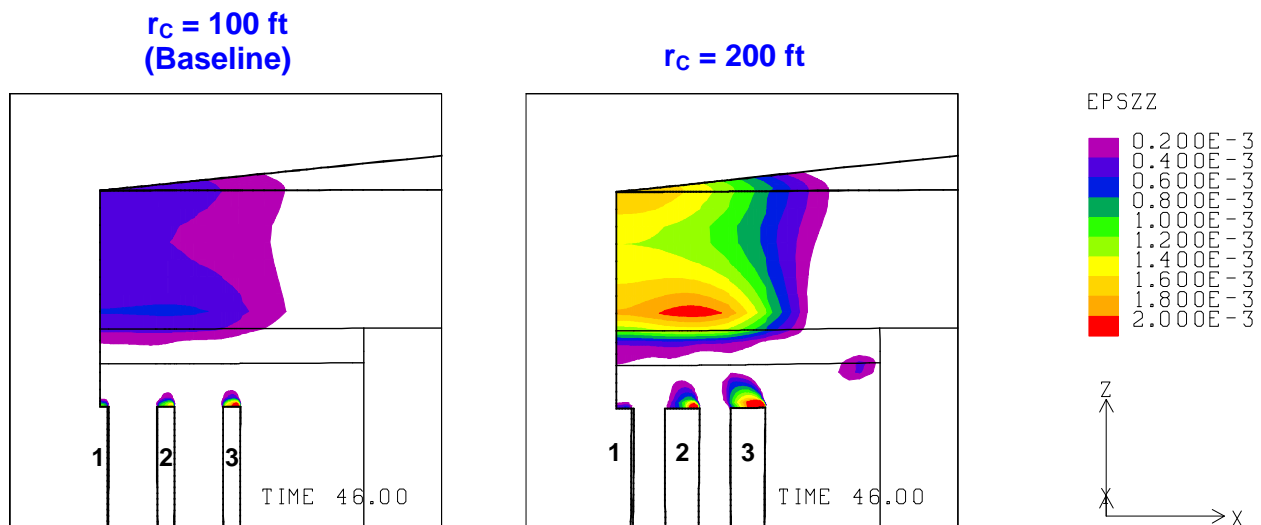 r_C = 100 ft
(Baseline)
r_C = 200 ft
EPSZZ
0.200E-3
0.400E-3
0.600E-3
0.800E-3
1.000E-3
1.200E-3
1.400E-3
1.600E-3
1.800E-3
2.000E-3
1 2 3
TIME 46.00
1 2 3
TIME 46.00
Z
X
X